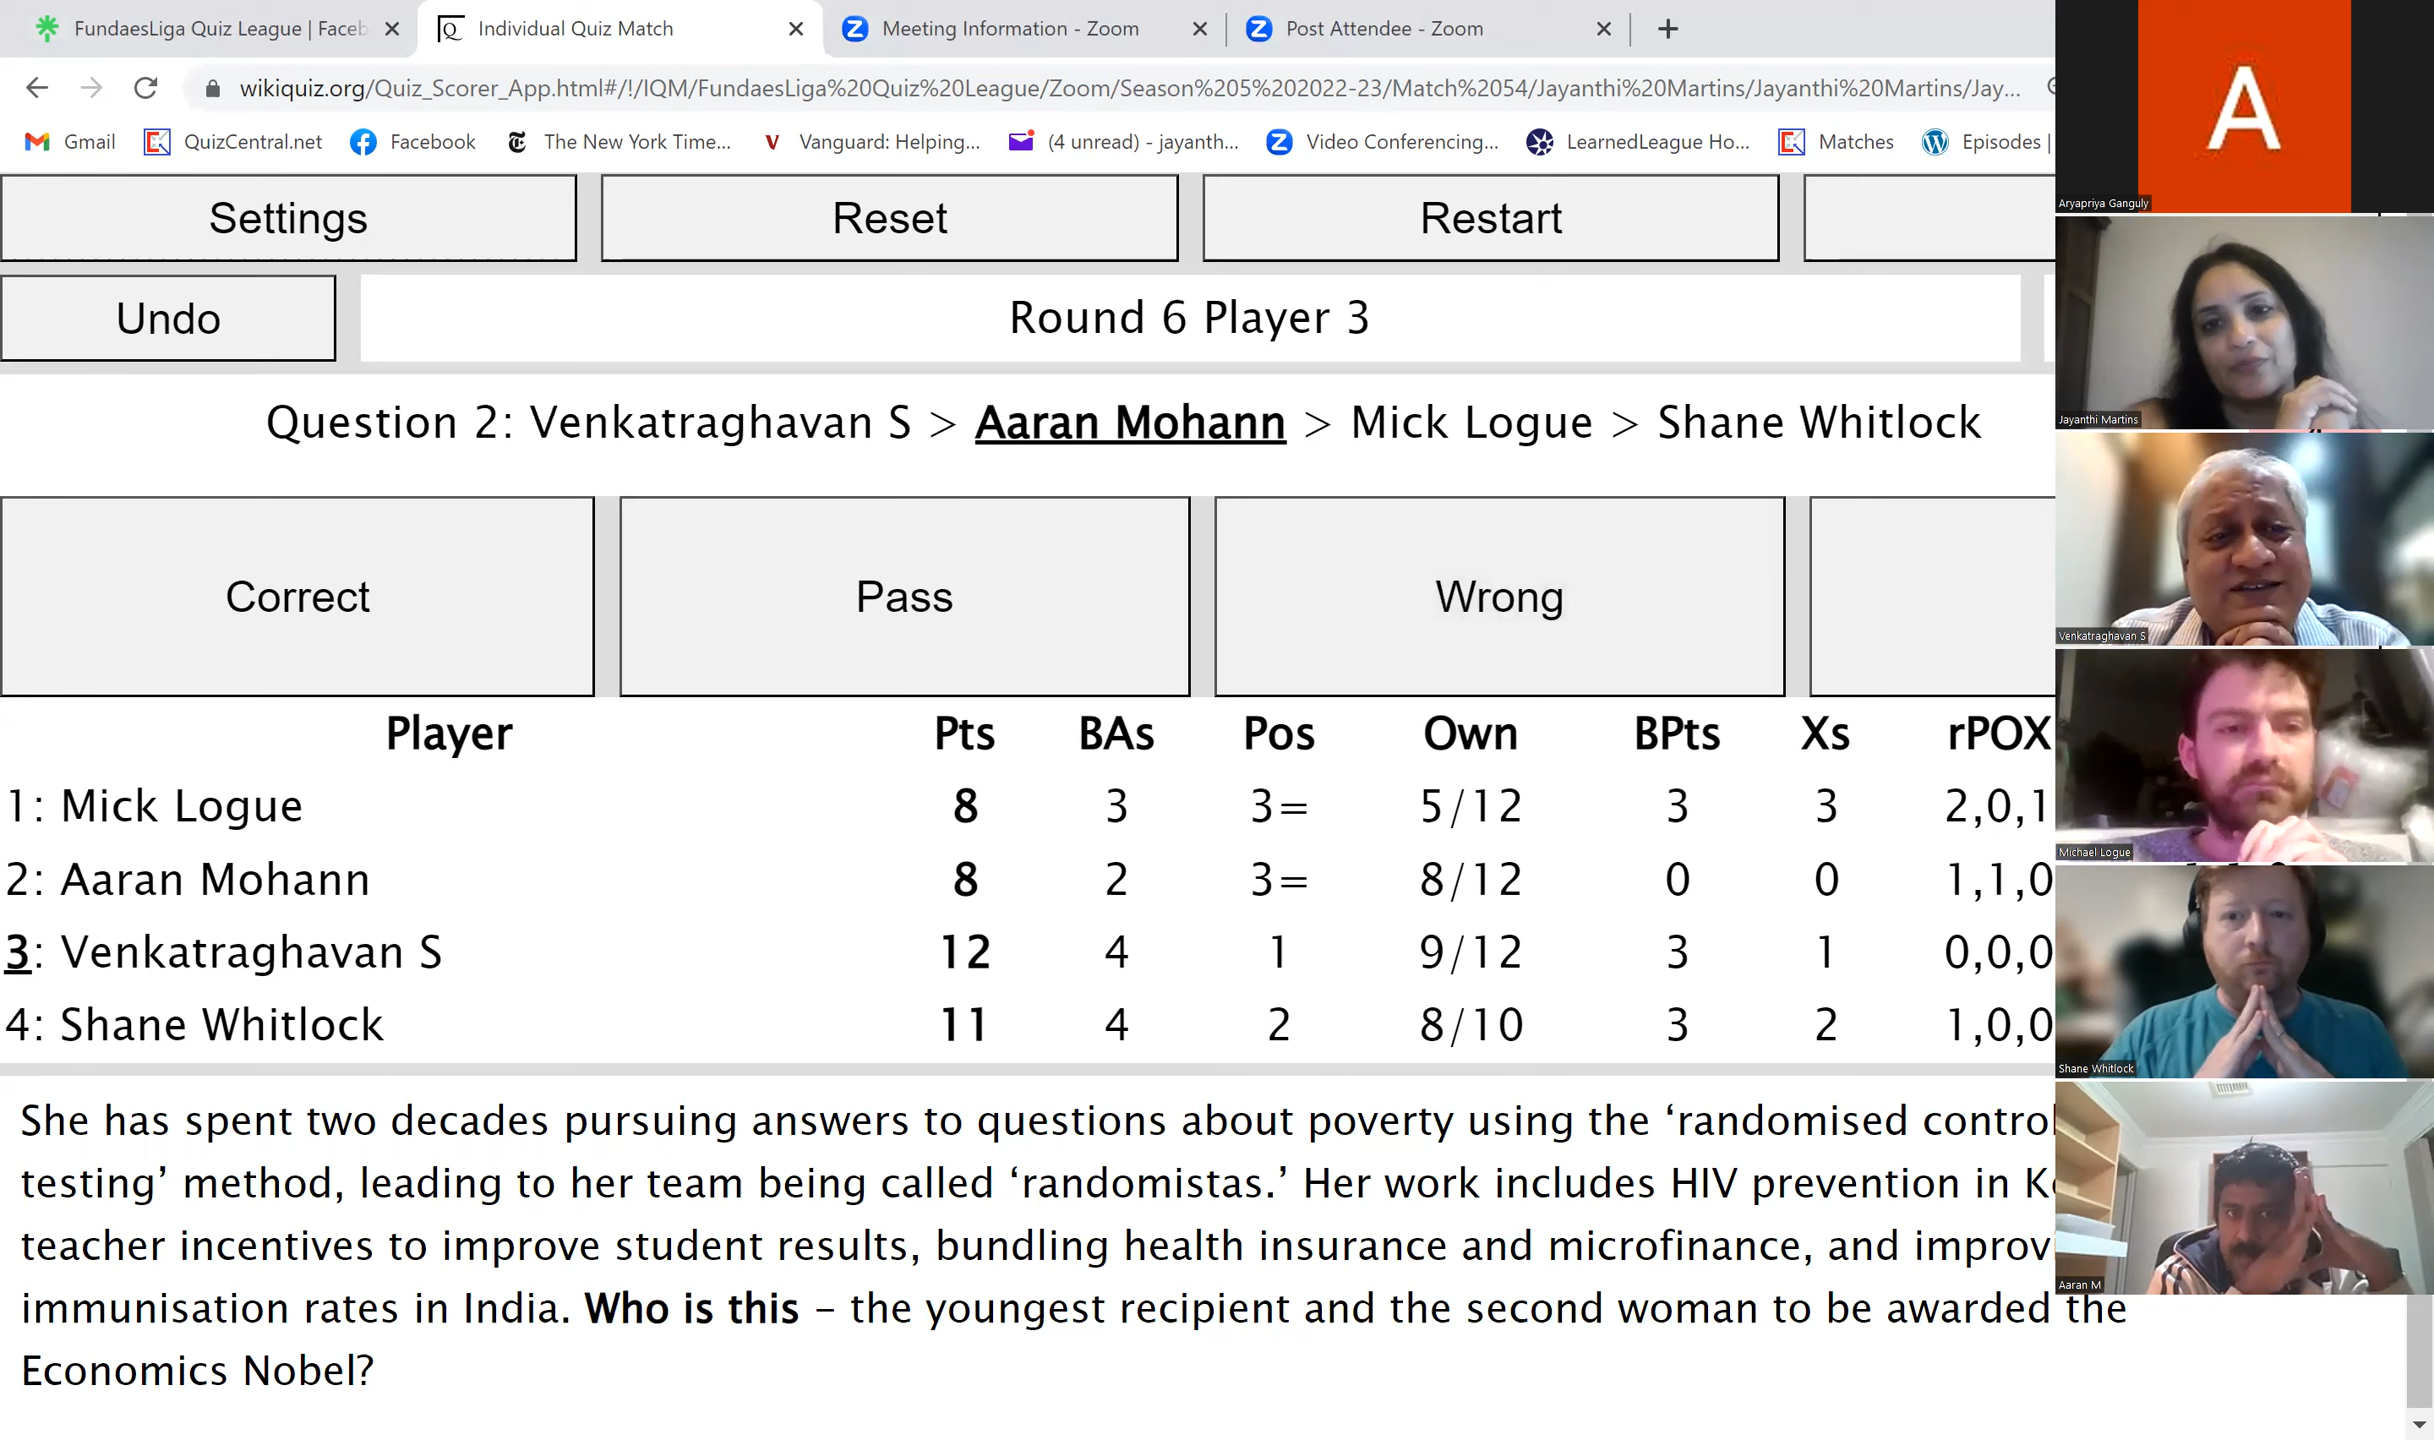 FundaesLiga Quiz League | Faceb
Individual Quiz Match
Meeting Information - Zoom
Post Attendee - Zoom
wikiquiz.org/Quiz_Scorer_App.html#/!/IQM/FundaesLiga%20Quiz%20League/Zoom/Season%205%202022-23/Match%2054/Jayanthi%20Martins/Jayanthi%20Martins/Jay...
Gmail QuizCentral.net Facebook The New York Time... Vanguard: Helping... (4 unread) - jayanth... Video Conferencing... LearnedLeague Ho... Matches Episodes |
Settings Reset Restart
Undo Round 6 Player 3
Question 2: Venkatraghavan S > Aaran Mohann > Mick Logue > Shane Whitlock
Correct Pass Wrong
Player Pts BAs Pos Own BPts Xs rPOX
1: Mick Logue 8 3 3= 5/12 3 3 2,0,1
2: Aaran Mohann 8 2 3= 8/12 0 0 1,1,0
3: Venkatraghavan S 12 4 1 9/12 3 1 0,0,0
4: Shane Whitlock 11 4 2 8/10 3 2 1,0,0
She has spent two decades pursuing answers to questions about poverty using the ‘randomised control
testing’ method, leading to her team being called ‘randomistas.’ Her work includes HIV prevention in
teacher incentives to improve student results, bundling health insurance and microfinance, and improv
immunisation rates in India. Who is this – the youngest recipient and the second woman to be awarded the
Economics Nobel?
A
Aryapriya Ganguly
Jayanthi Martins
Venkatraghavan S
Michael Logue
Shane Whitlock
Aaran M